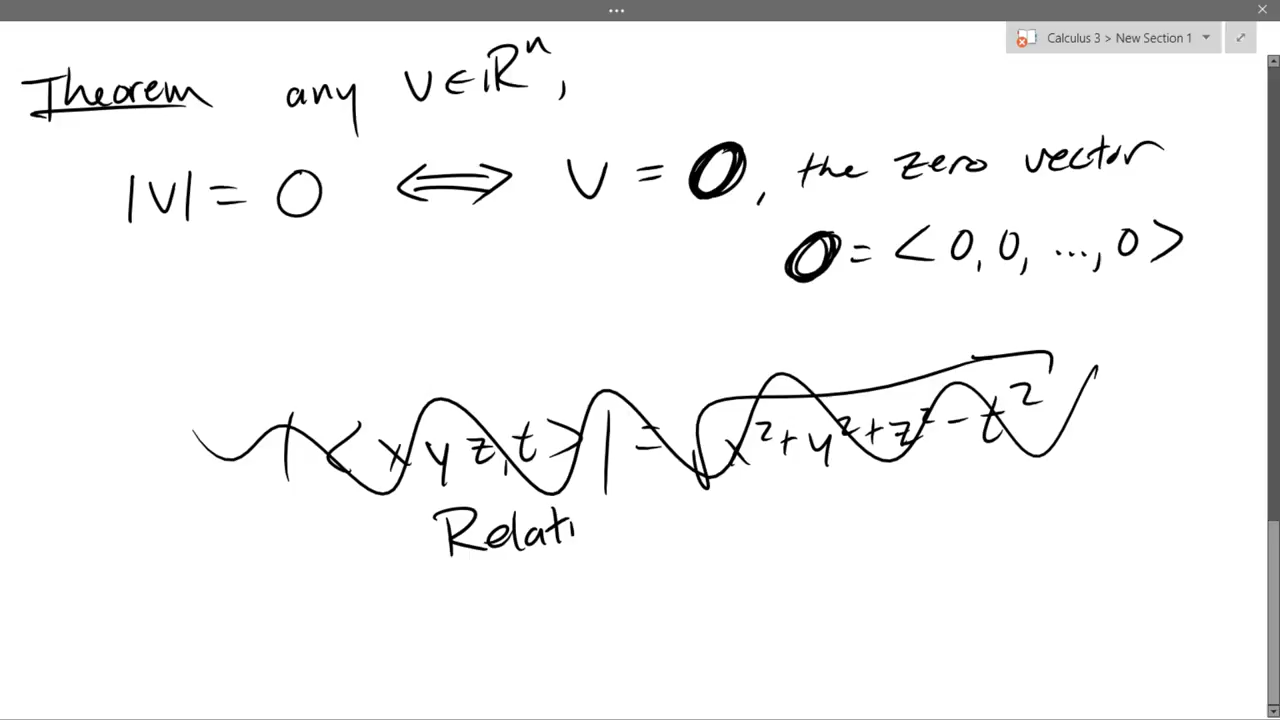 Calculus 3 > New Section 1
Theorem any v ∈ ℝⁿ,
|v| = 0 ⟺ v = 0, the zero vector
0 = <0, 0, ..., 0>
|<x y z, t>| = √(x² + y² + z² - t²)
Relati